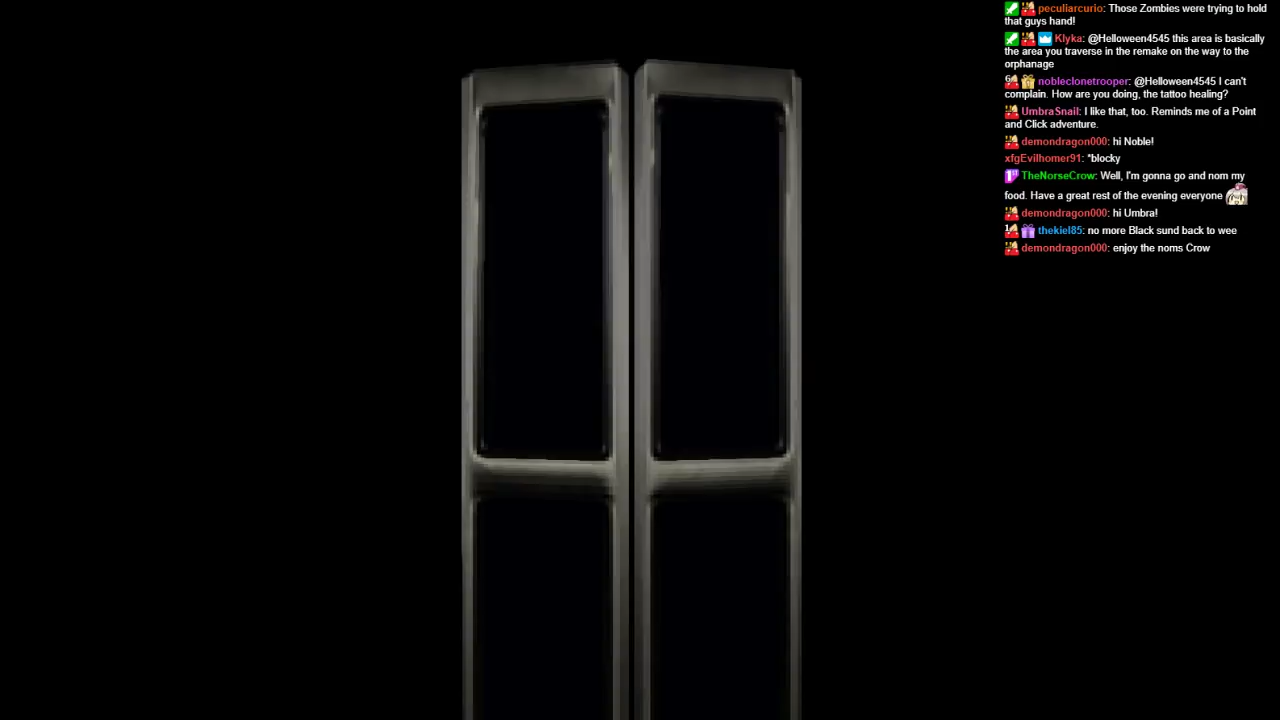 peculiarcurio: Those Zombies were trying to hold
that guys hand!
Klyka: @Helloween4545 this area is basically
the area you traverse in the remake on the way to the
orphanage
nobleclonetrooper: @Helloween4545 I can't
complain. How are you doing, the tattoo healing?
UmbraSnail: I like that, too. Reminds me of a Point
and Click adventure.
demondragon000: hi Noble!
xfgEvilhomer91: *blocky
TheNorseCrow: Well, I'm gonna go and nom my
food. Have a great rest of the evening everyone
demondragon000: hi Umbra!
thekiel85: no more Black sund back to wee
demondragon000: enjoy the noms Crow